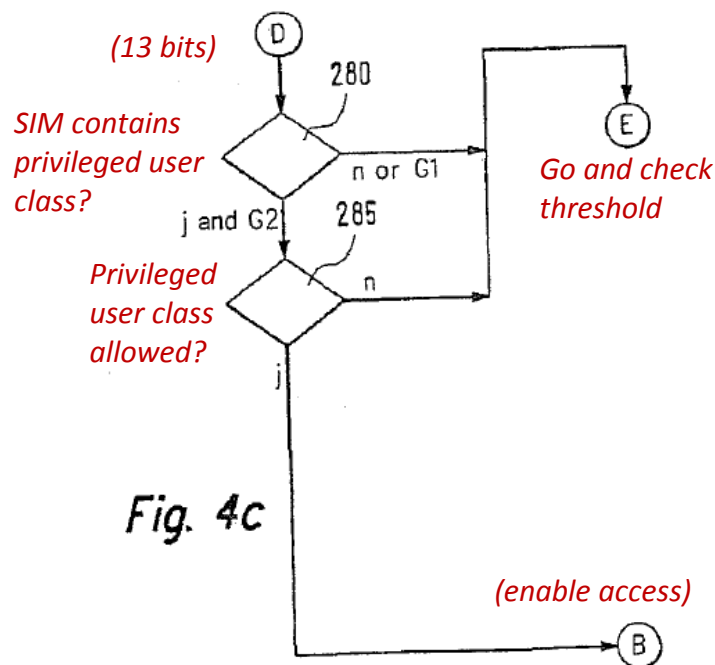 (13 bits)
D
280
SIM contains
privileged user
class?
n or G1
E
Go and check
threshold
j and G2
285
Privileged
user class
allowed?
n
j
Fig. 4c
(enable access)
B